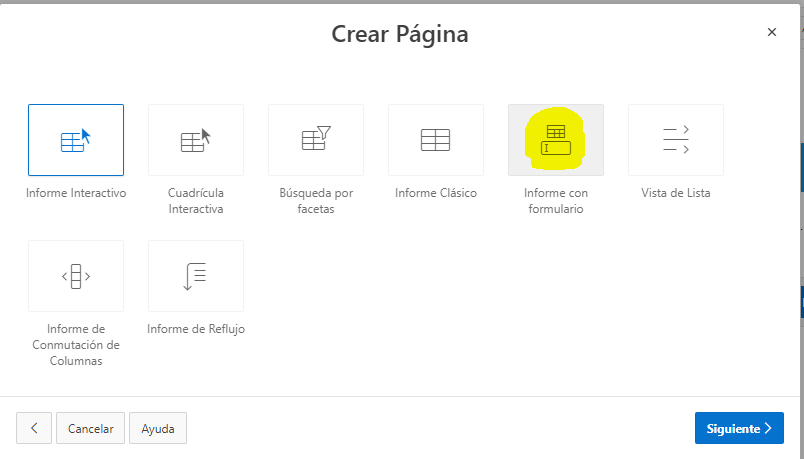 Crear Página
Informe Interactivo
Cuadrícula
Interactiva
Búsqueda por
facetas
Informe Clásico
Informe con
formulario
Vista de Lista
Informe de
Conmutación de
Columnas
Informe de Reflujo
Cancelar
Ayuda
Siguiente